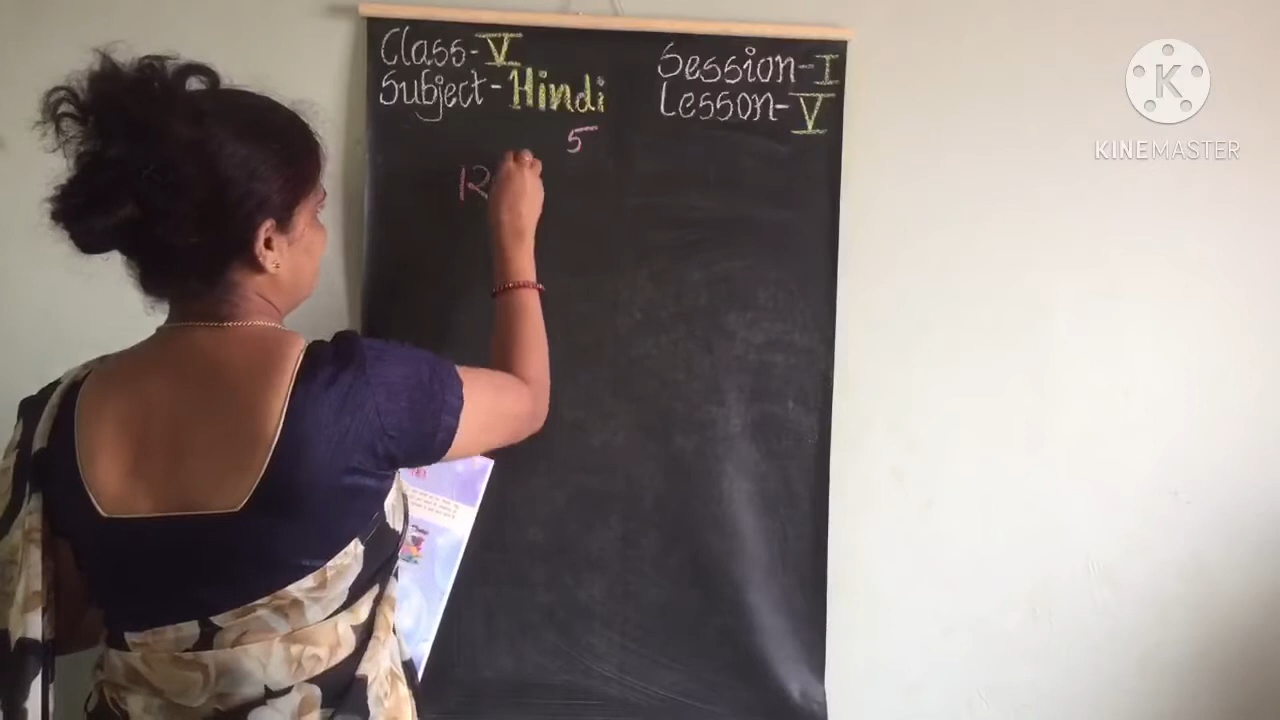 Class-V
Session-I
Subject-Hindi
Lesson-V
5
KINEMASTER